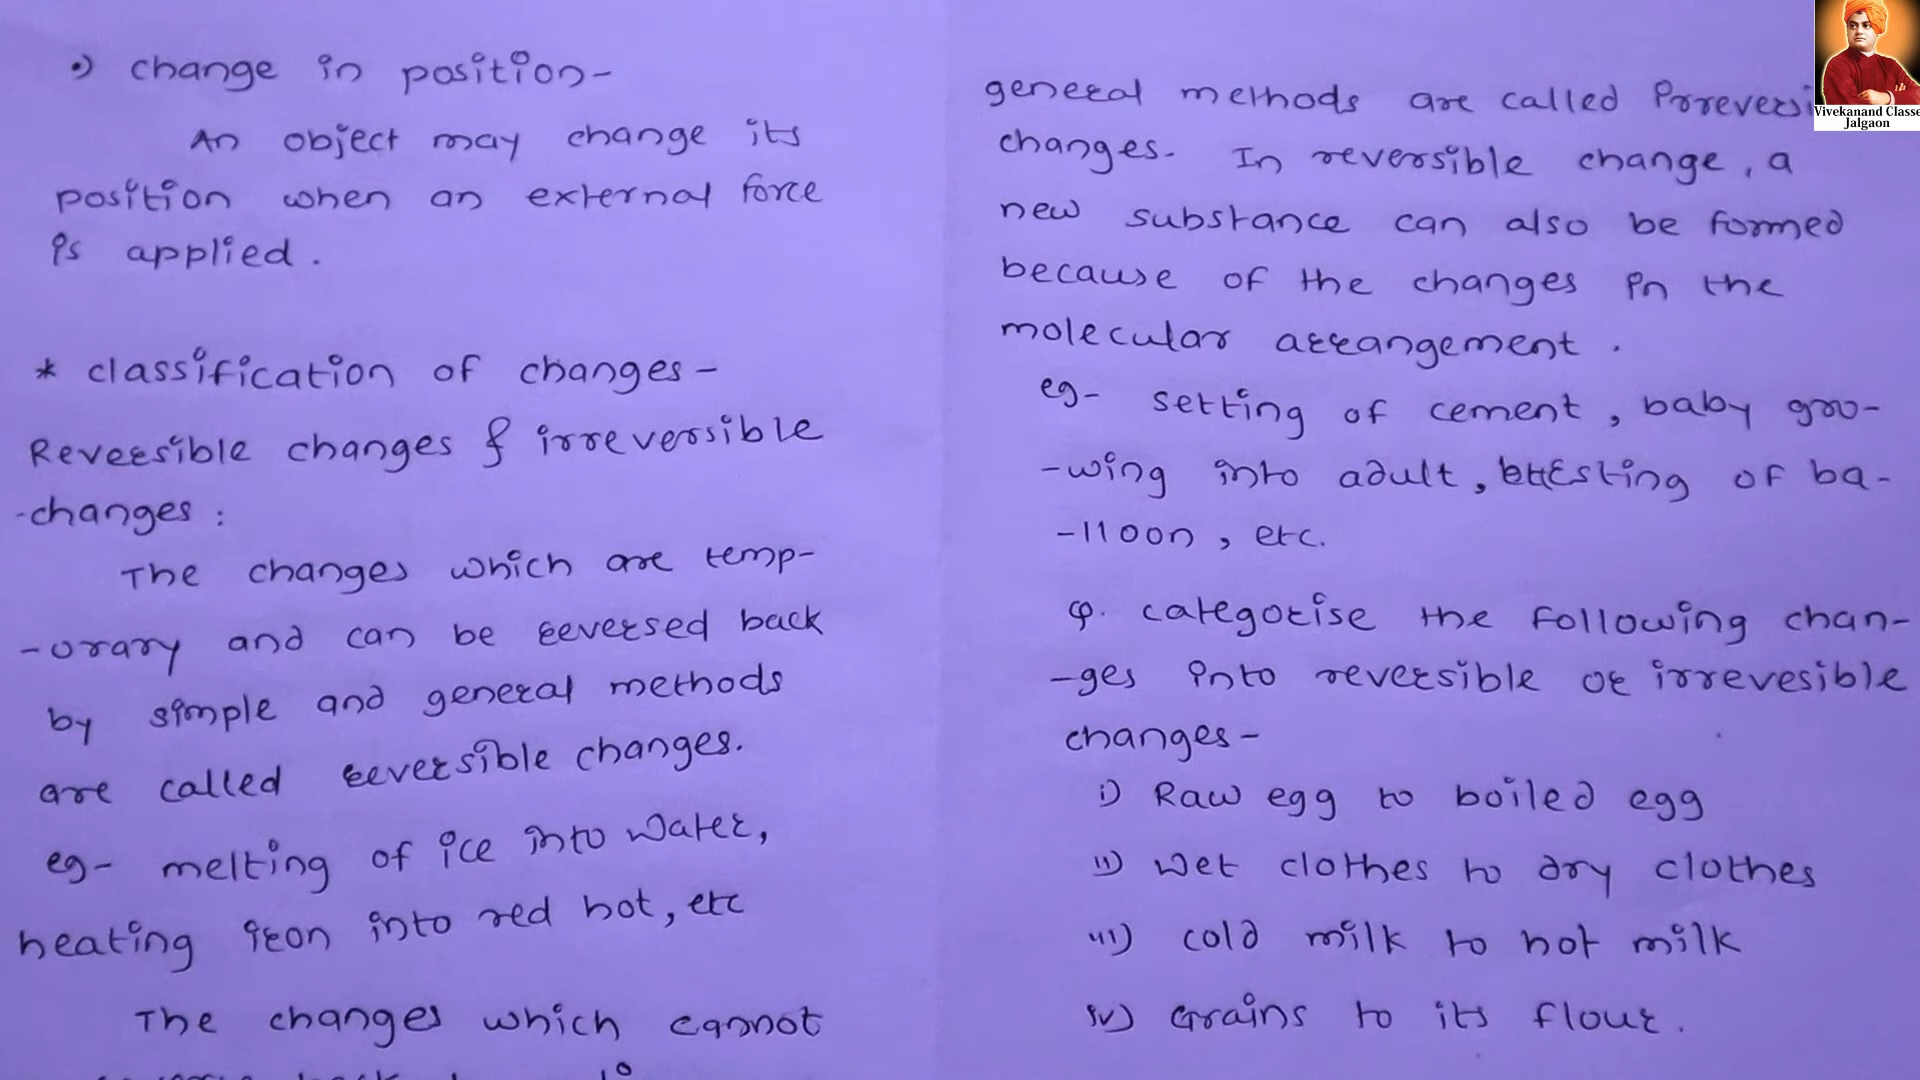 •) change in position-
An object may change its
position when an external force
is applied.
* classification of changes-
Reversible changes & irreversible
-changes:
The changes which are temp-
-orary and can be reversed back
by simple and general methods
are called reversible changes.
eg- melting of ice into water,
heating iron into red hot, etc
The changes which cannot
general methods are called irreversi
changes. In reversible change, a
new substance can also be formed
because of the changes in the
molecular arrangement.
eg- setting of cement, baby gro-
-wing into adult, bursting of ba-
-lloon, etc.
Q. categorise the following chan-
-ges into reversible or irrevesible
changes-
i) Raw egg to boiled egg
ii) Wet clothes to dry clothes
iii) cold milk to hot milk
iv) Grains to its flour.
Vivekanand Classe
Jalgaon